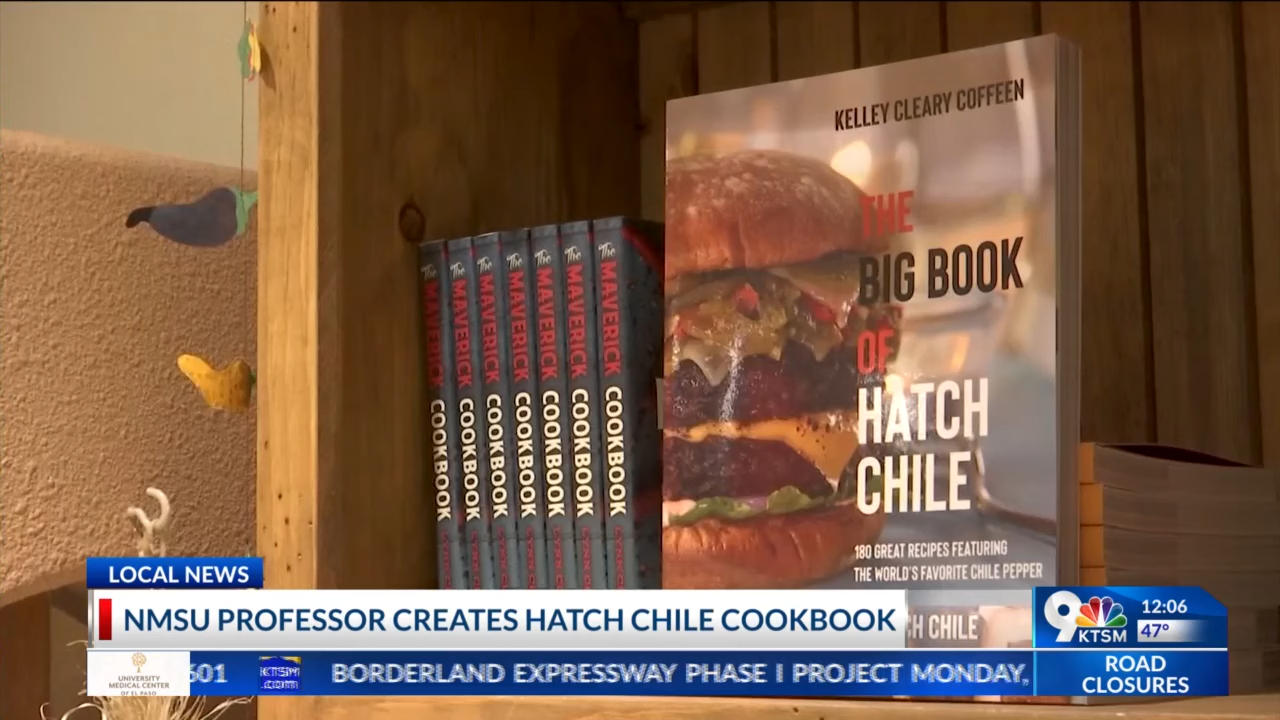 KELLEY CLEARY COFFEEN
THE
BIG BOOK
OF
HATCH
CHILE
180 GREAT RECIPES FEATURING
THE WORLD'S FAVORITE CHILE PEPPER
The MAVERICK COOKBOOK
The MAVERICK COOKBOOK
The MAVERICK COOKBOOK
The MAVERICK COOKBOOK
The MAVERICK COOKBOOK
The MAVERICK COOKBOOK
The MAVERICK COOKBOOK
LOCAL NEWS
NMSU PROFESSOR CREATES HATCH CHILE COOKBOOK
CHILE
9 KTSM
12:06
47°
UNIVERSITY
MEDICAL CENTER
OF EL PASO
601
KTSM
.COM
BORDERLAND EXPRESSWAY PHASE I PROJECT MONDAY,
ROAD
CLOSURES